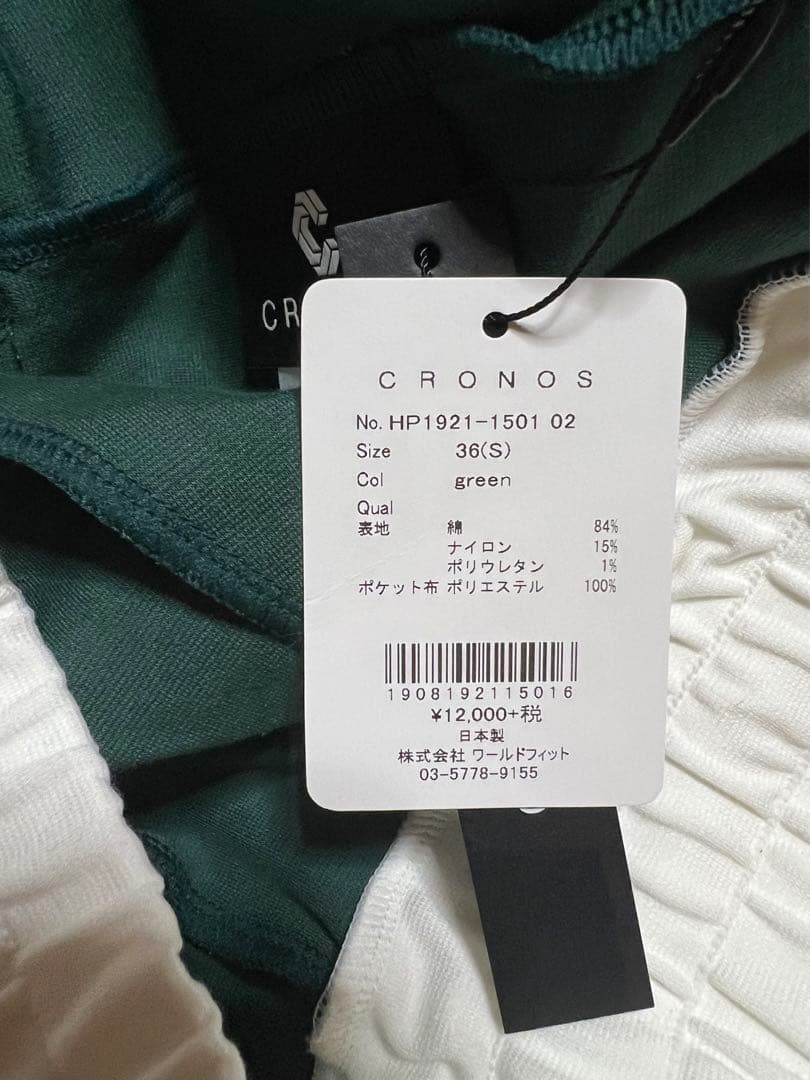 CR
CRONOS
No. HP1921-1501 02
Size 36(S)
Col green
Qual
表地 綿 84%
ナイロン 15%
ポリウレタン 1%
ポケット布 ポリエステル 100%
1908192115016
¥12,000+税
日本製
株式会社 ワールドフィット
03-5778-9155